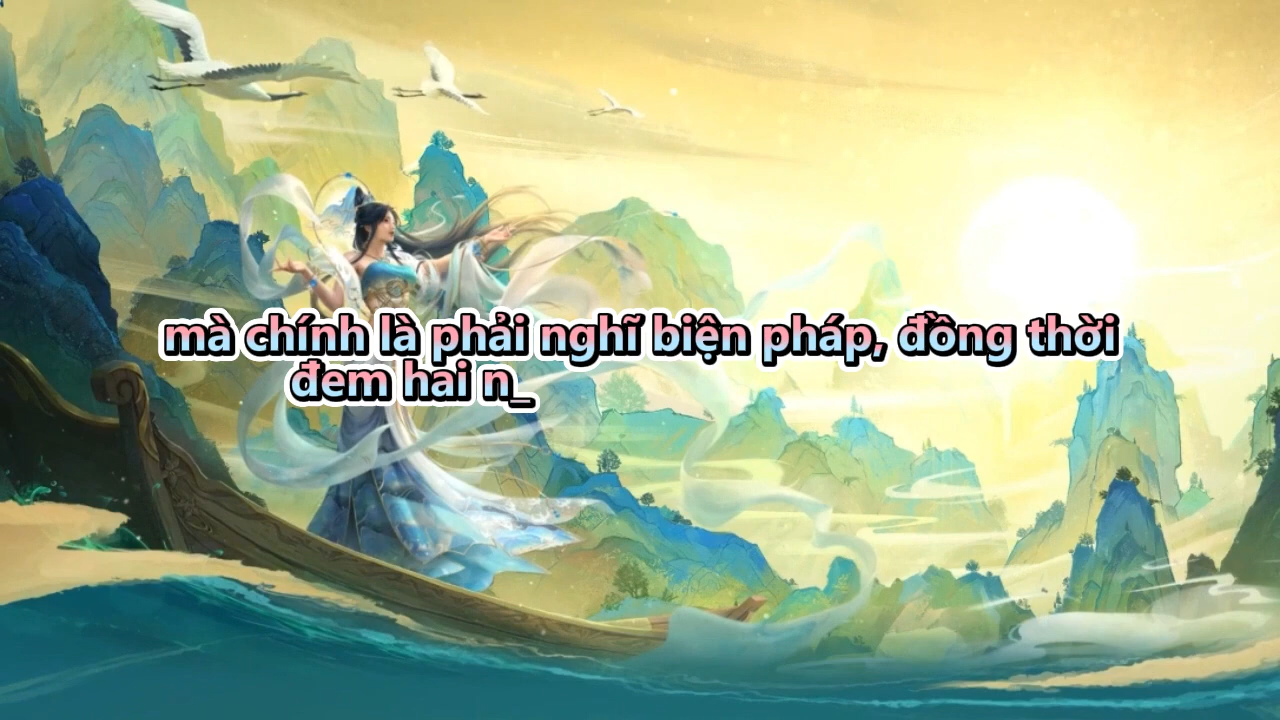 mà chính là phải nghĩ biện pháp, đồng thời
đem hai n_